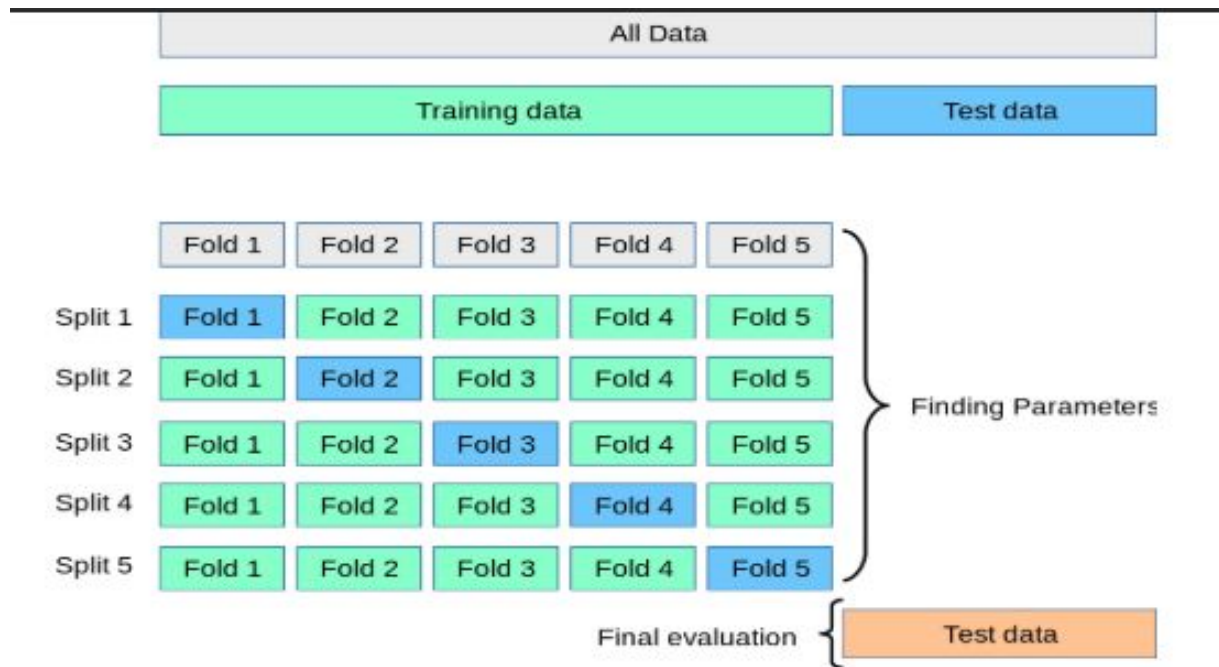 All Data
Training data Test data
Fold 1 Fold 2 Fold 3 Fold 4 Fold 5
Split 1 Fold 1 Fold 2 Fold 3 Fold 4 Fold 5
Split 2 Fold 1 Fold 2 Fold 3 Fold 4 Fold 5
Finding Parameters
Split 3 Fold 1 Fold 2 Fold 3 Fold 4 Fold 5
Split 4 Fold 1 Fold 2 Fold 3 Fold 4 Fold 5
Split 5 Fold 1 Fold 2 Fold 3 Fold 4 Fold 5
Final evaluation Test data